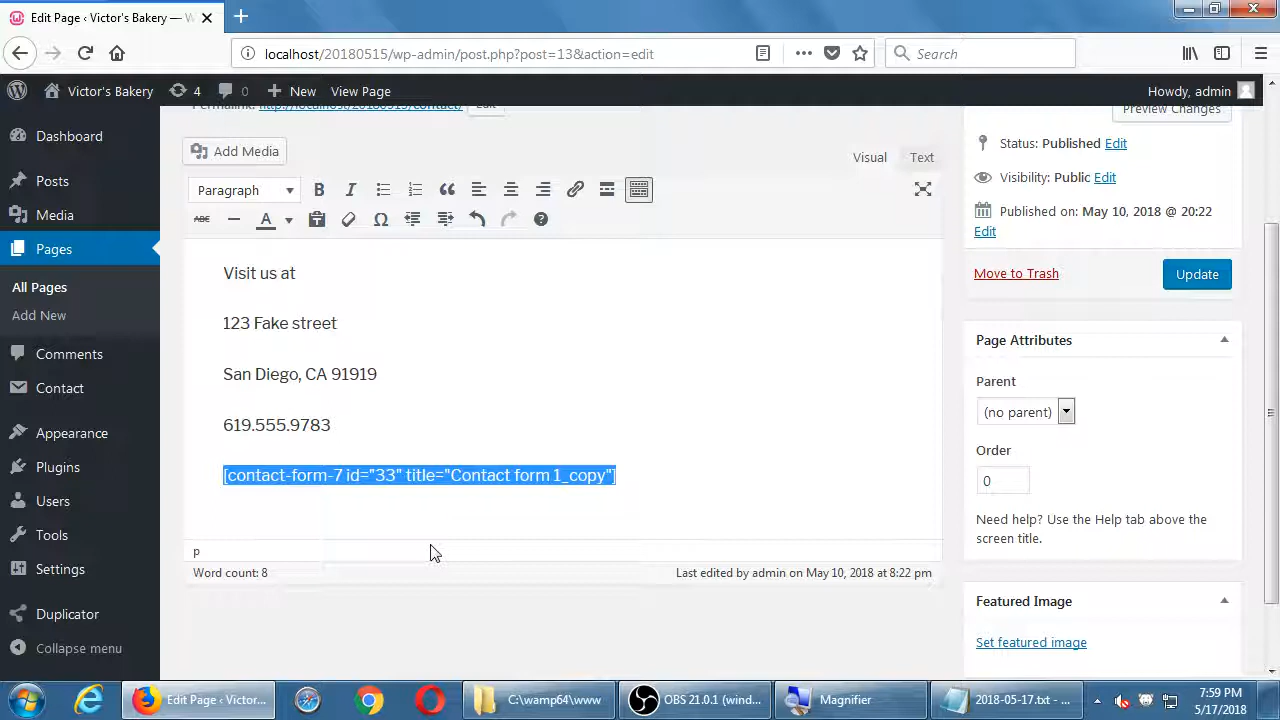 Edit Page ‹ Victor's Bakery — W
localhost/20180515/wp-admin/post.php?post=13&action=edit
Search
Victor's Bakery
4
0
New
View Page
Howdy, admin
Dashboard
Posts
Media
Pages
All Pages
Add New
Comments
Contact
Appearance
Plugins
Users
Tools
Settings
Duplicator
Collapse menu
Permalink: http://localhost/20180515/contact/ Edit
Add Media
Visual
Text
Paragraph
B I
ABC A
Visit us at
123 Fake street
San Diego, CA 91919
619.555.9783
[contact-form-7 id="33" title="Contact form 1_copy"]
p
Word count: 8
Last edited by admin on May 10, 2018 at 8:22 pm
Preview Changes
Status: Published Edit
Visibility: Public Edit
Published on: May 10, 2018 @ 20:22
Edit
Move to Trash
Update
Page Attributes
Parent
(no parent)
Order
0
Need help? Use the Help tab above the
screen title.
Featured Image
Set featured image
Edit Page ‹ Victor...
C:\wamp64\www
OBS 21.0.1 (wind...
Magnifier
2018-05-17.txt - ...
7:59 PM
5/17/2018